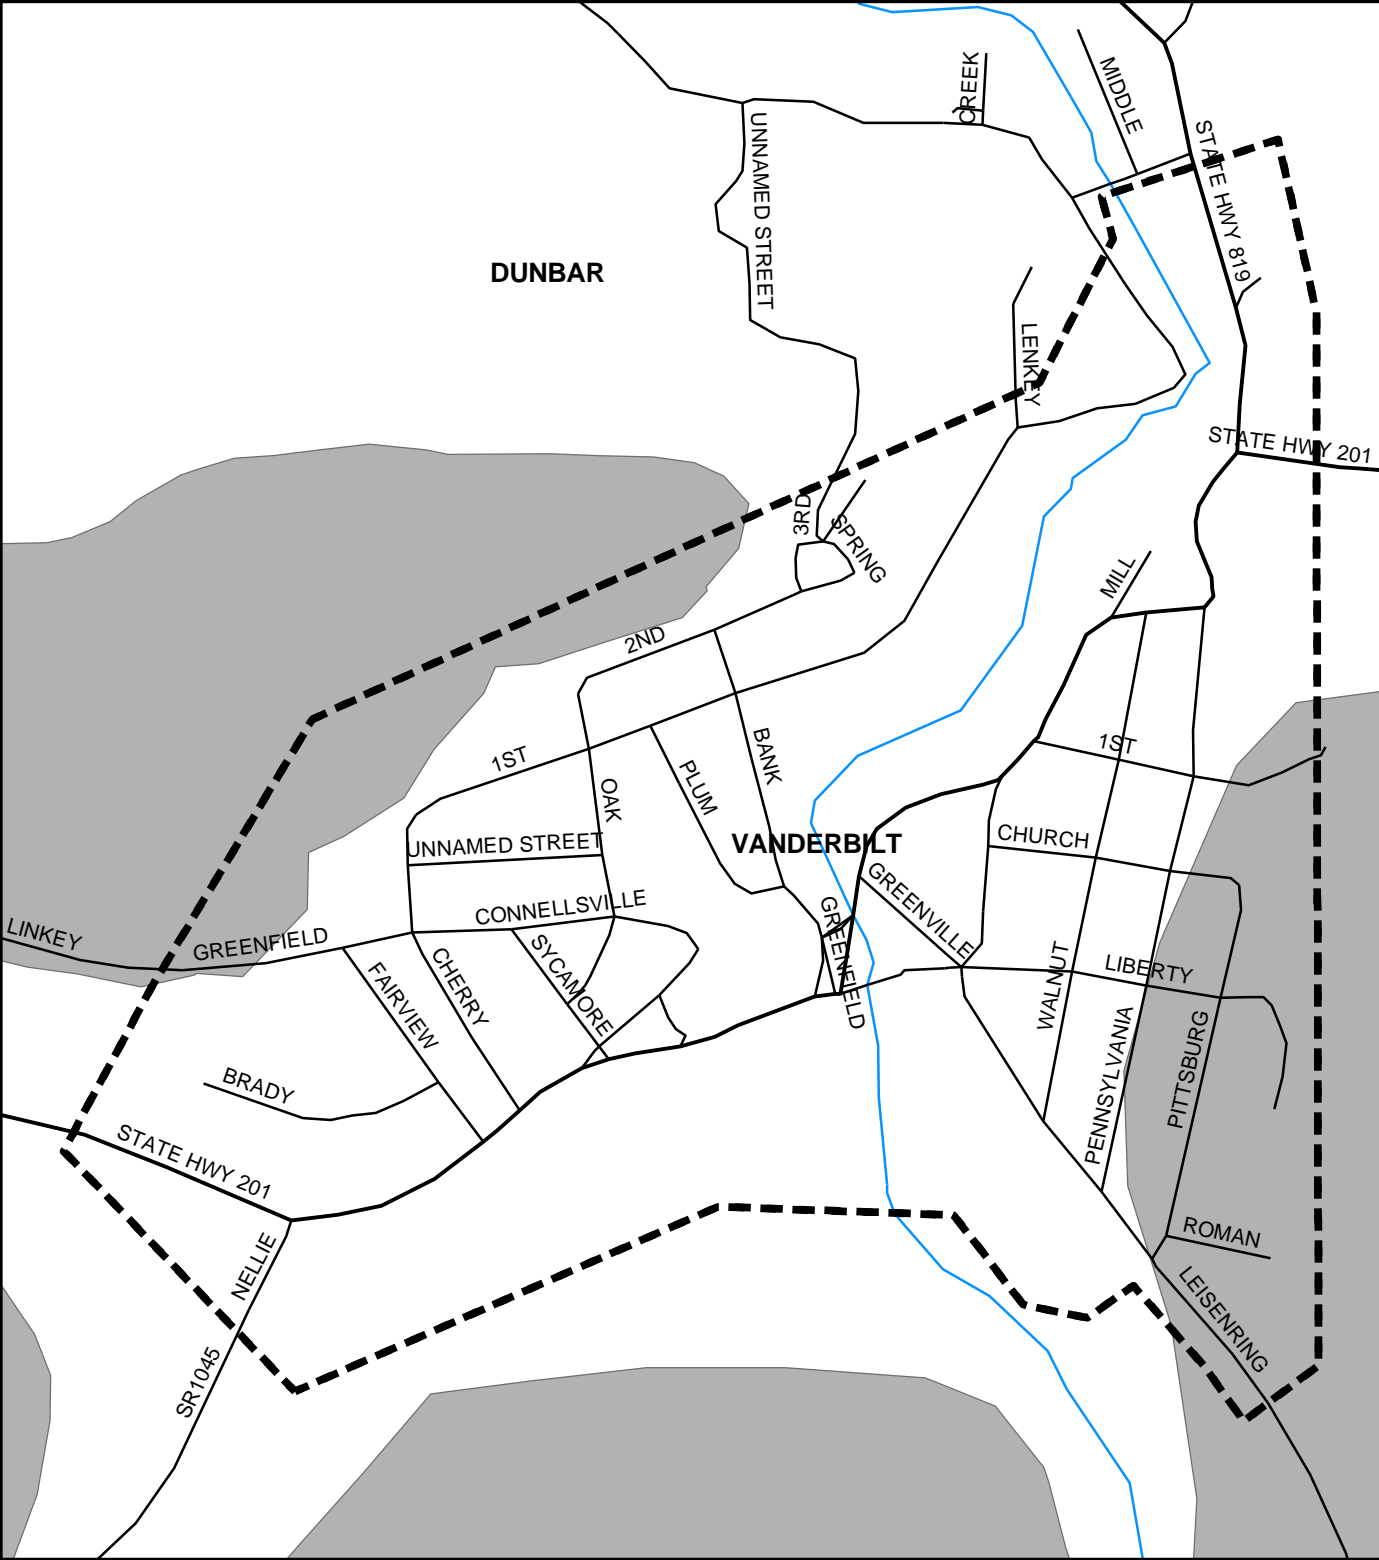 CREEK
MIDDLE
UNNAMED STREET
STATE HWY 819
DUNBAR
LENKEY
STATE HWY 201
3RD
SPRING
MILL
2ND
1ST
BANK
1ST
PLUM
OAK
UNNAMED STREET
VANDERBILT
CHURCH
GREENVILLE
CONNELLSVILLE
GREENFIELD
LINKEY
GREENFIELD
SYCAMORE
CHERRY
FAIRVIEW
WALNUT
LIBERTY
PENNSYLVANIA
PITTSBURG
BRADY
STATE HWY 201
NELLIE
ROMAN
LEISENRING
SR1045